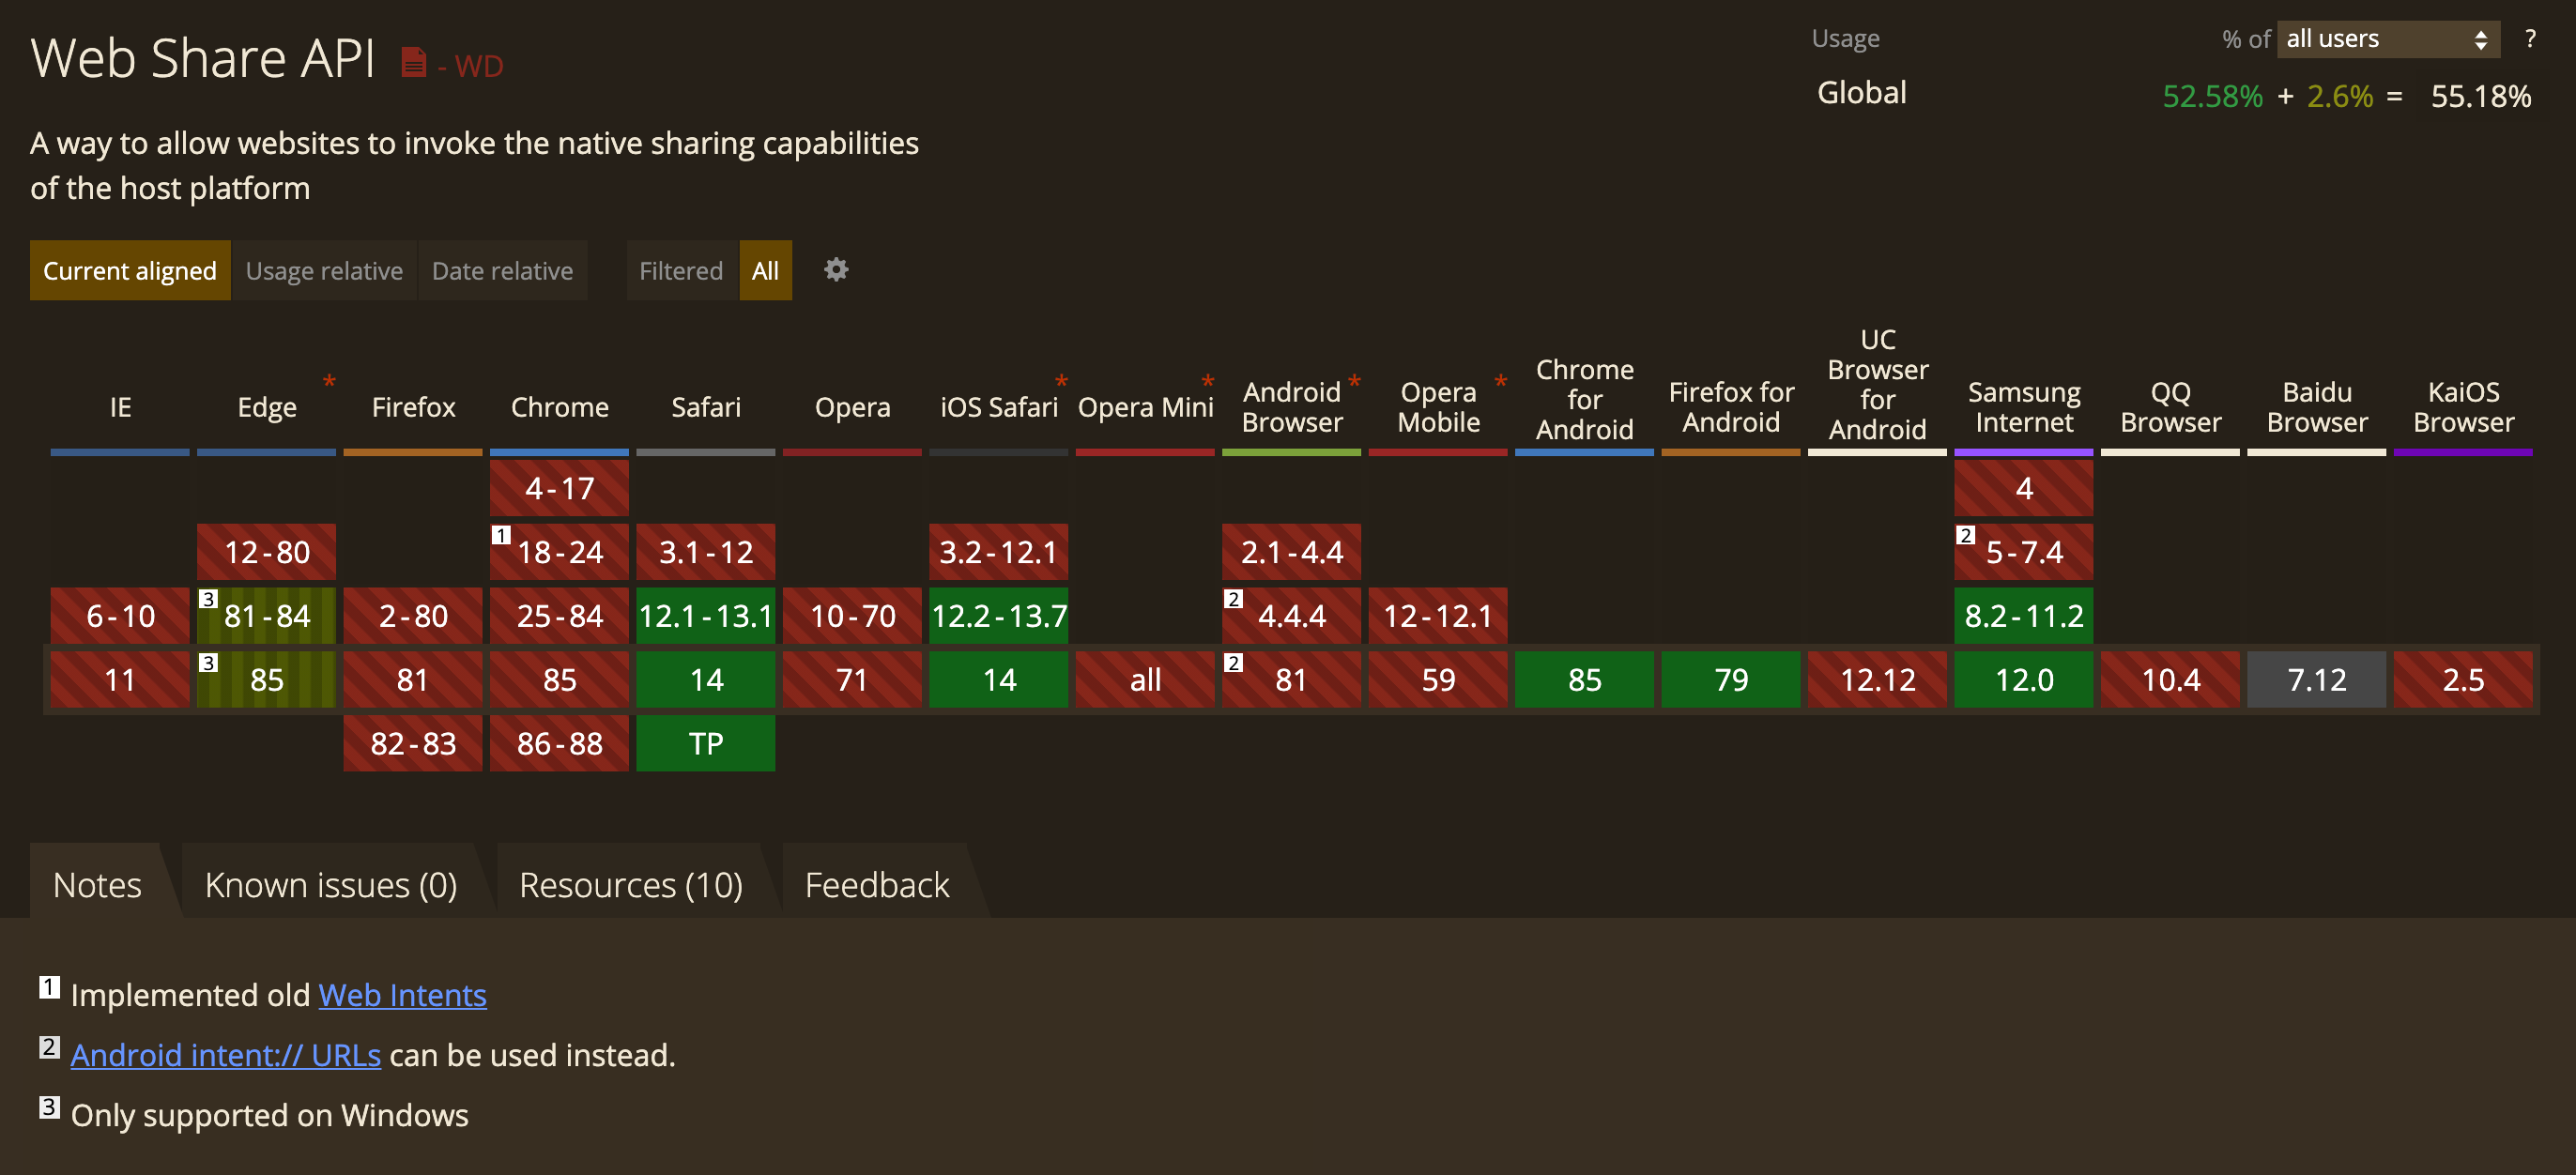 Web Share API - WD
Usage % of all users ?
Global 52.58% + 2.6% = 55.18%
A way to allow websites to invoke the native sharing capabilities
of the host platform
Current aligned Usage relative Date relative Filtered All
IE Edge * Firefox Chrome Safari Opera iOS Safari * Opera Mini * Android Browser * Opera Mobile * Chrome for Android Firefox for Android UC Browser for Android Samsung Internet QQ Browser Baidu Browser KaiOS Browser
4-17 4
12-80 1 18-24 3.1-12 3.2-12.1 2.1-4.4 2 5-7.4
6-10 3 81-84 2-80 25-84 12.1-13.1 10-70 12.2-13.7 2 4.4.4 12-12.1 8.2-11.2
11 3 85 81 85 14 71 14 all 2 81 59 85 79 12.12 12.0 10.4 7.12 2.5
82-83 86-88 TP
Notes Known issues (0) Resources (10) Feedback
1 Implemented old Web Intents
2 Android intent:// URLs can be used instead.
3 Only supported on Windows